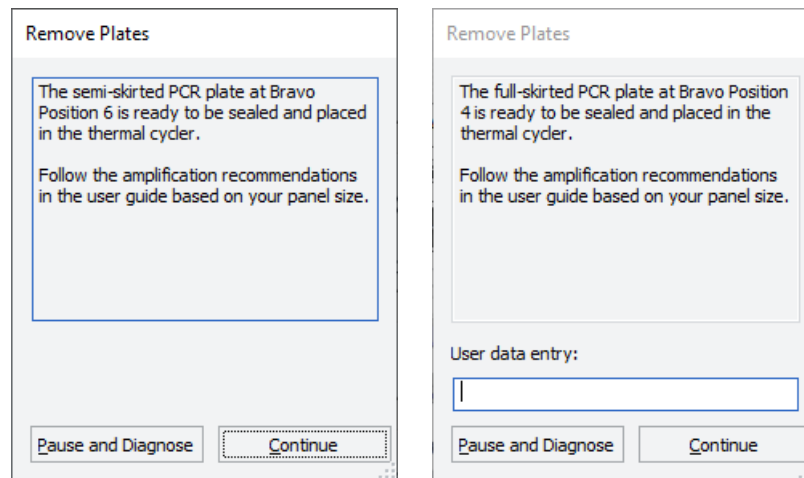 Remove Plates
The semi-skirted PCR plate at Bravo
Position 6 is ready to be sealed and placed
in the thermal cycler.
Follow the amplification recommendations
in the user guide based on your panel size.
Pause and Diagnose
Continue
Remove Plates
The full-skirted PCR plate at Bravo Position
4 is ready to be sealed and placed in the
thermal cycler.
Follow the amplification recommendations
in the user guide based on your panel size.
User data entry:
Pause and Diagnose
Continue